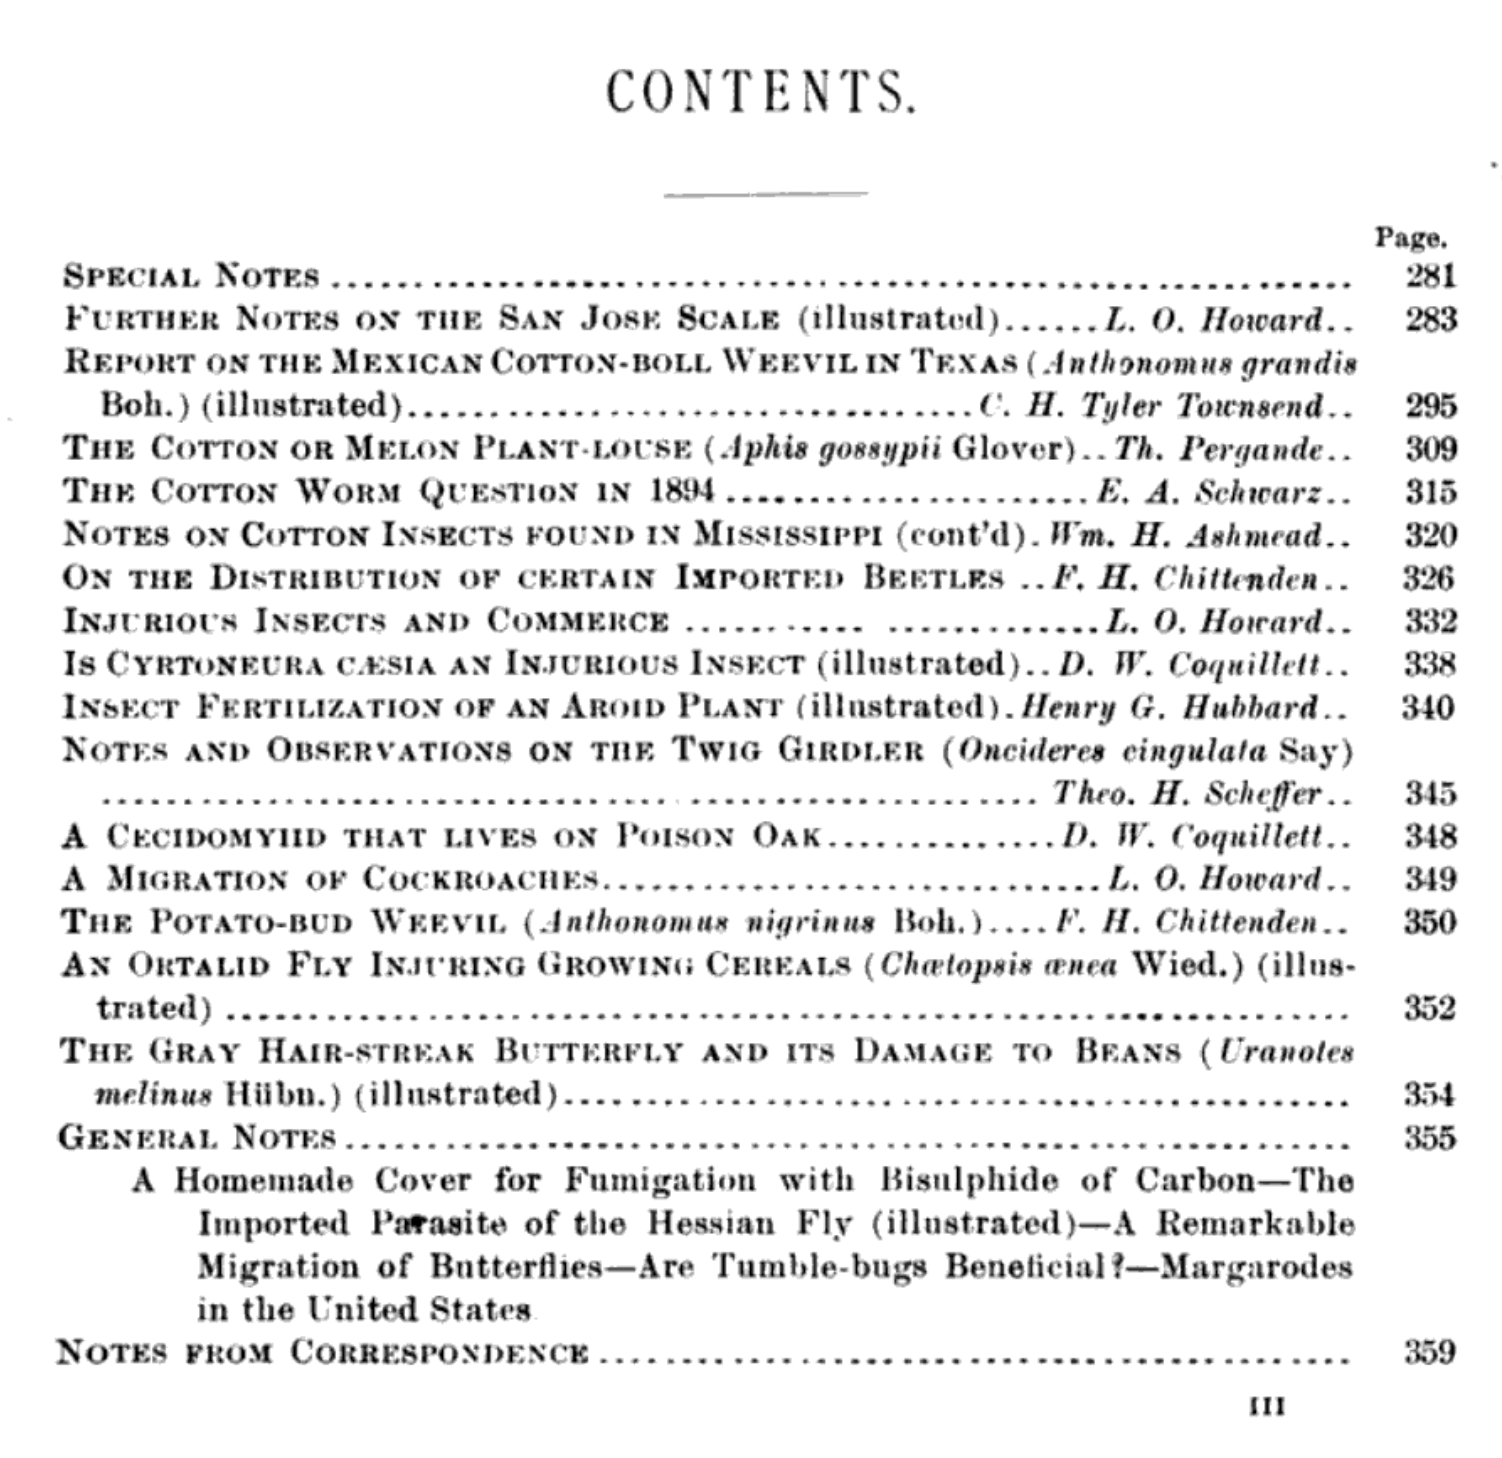 CONTENTS.
Page.
SPECIAL NOTES .......... 281
FURTHER NOTES ON THE SAN JOSE SCALE (illustrated)......L. O. Howard.. 283
REPORT ON THE MEXICAN COTTON-BOLL WEEVIL IN TEXAS (Anthonomus grandis
Boh.) (illustrated)..........C. H. Tyler Townsend.. 295
THE COTTON OR MELON PLANT-LOUSE (Aphis gossypii Glover)..Th. Pergande.. 309
THE COTTON WORM QUESTION IN 1894 ..........E. A. Schwarz.. 315
NOTES ON COTTON INSECTS FOUND IN MISSISSIPPI (cont'd).Wm. H. Ashmead.. 320
ON THE DISTRIBUTION OF CERTAIN IMPORTED BEETLES ..F. H. Chittenden.. 326
INJURIOUS INSECTS AND COMMERCE ..........L. O. Howard.. 332
IS CYRTONEURA CÆSIA AN INJURIOUS INSECT (illustrated)..D. W. Coquillett.. 338
INSECT FERTILIZATION OF AN AROID PLANT (illustrated).Henry G. Hubbard.. 340
NOTES AND OBSERVATIONS ON THE TWIG GIRDLER (Oncideres cingulata Say)
.......... Theo. H. Scheffer.. 345
A CECIDOMYIID THAT LIVES ON POISON OAK..........D. W. Coquillett.. 348
A MIGRATION OF COCKROACHES..........L. O. Howard.. 349
THE POTATO-BUD WEEVIL (Anthonomus nigrinus Boh.)....F. H. Chittenden.. 350
AN ORTALID FLY INJURING GROWING CEREALS (Chætopsis ænea Wied.) (illus-
trated) .......... 352
THE GRAY HAIR-STREAK BUTTERFLY AND ITS DAMAGE TO BEANS (Uranotes
melinus Hübn.) (illustrated).......... 354
GENERAL NOTES .......... 355
A Homemade Cover for Fumigation with Bisulphide of Carbon—The
Imported Parasite of the Hessian Fly (illustrated)—A Remarkable
Migration of Butterflies—Are Tumble-bugs Beneficial?—Margarodes
in the United States
NOTES FROM CORRESPONDENCE .......... 359
III